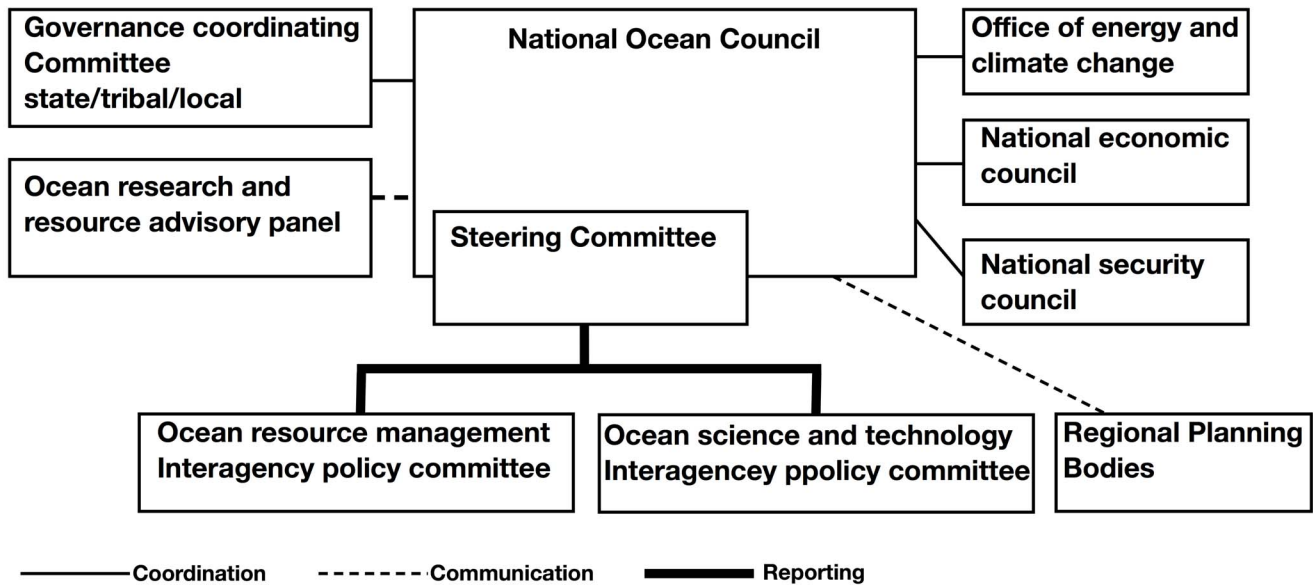 Governance coordinating
Committee
state/tribal/local
National Ocean Council
Office of energy and
climate change
Ocean research and
resource advisory panel
National economic
council
Steering Committee
National security
council
Ocean resource management
Interagency policy committee
Ocean science and technology
Interagencey ppolicy committee
Regional Planning
Bodies
Coordination
Communication
Reporting